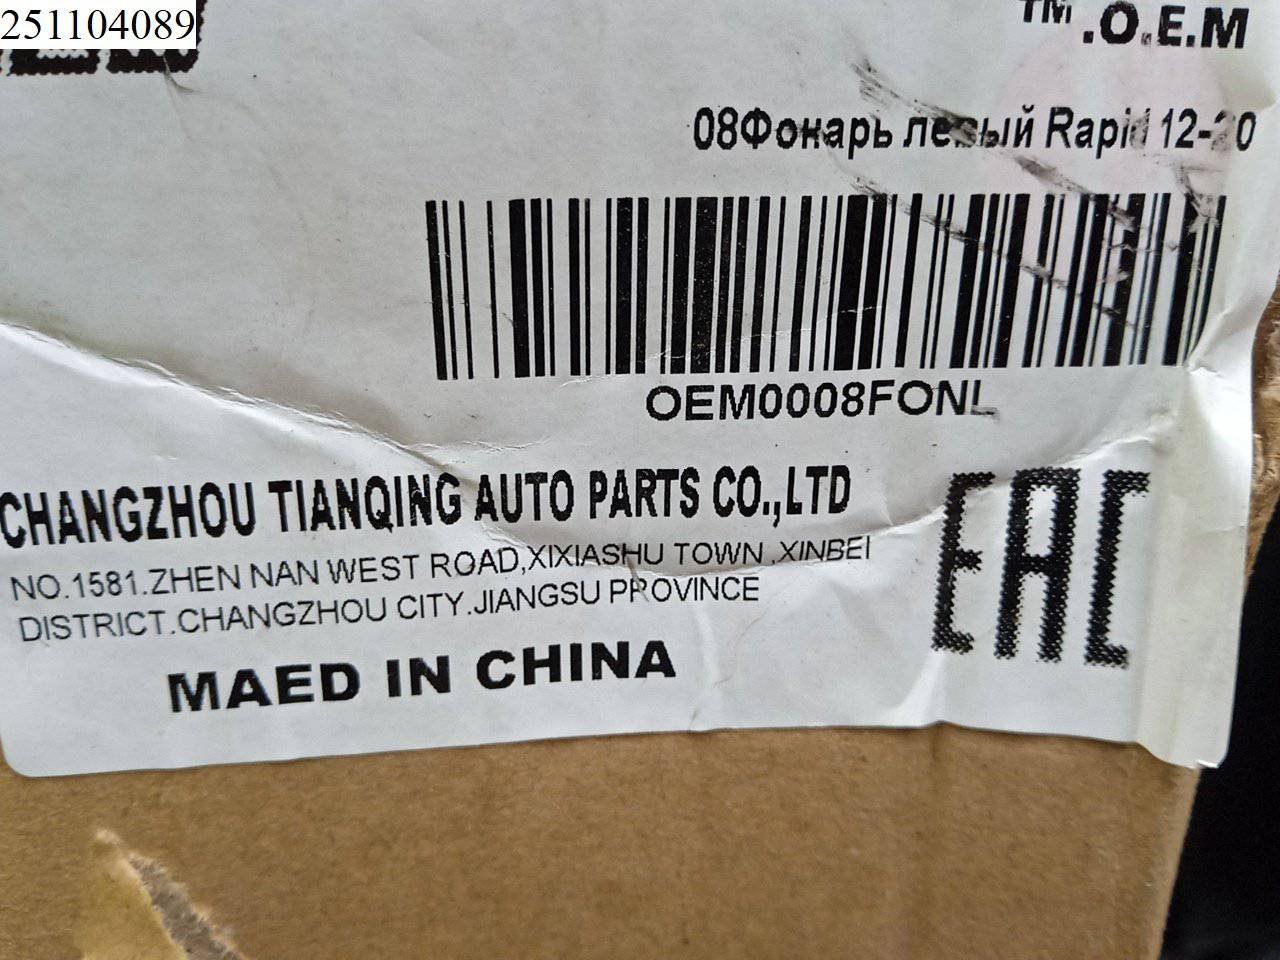 251104089
™.O.E.M
08Фонарь левый Rapid 12-20
OEM0008FONL
CHANGZHOU TIANQING AUTO PARTS CO.,LTD
NO.1581.ZHEN NAN WEST ROAD,XIXIASHU TOWN ,XINBEI
DISTRICT.CHANGZHOU CITY.JIANGSU PROVINCE
EAC
MAED IN CHINA